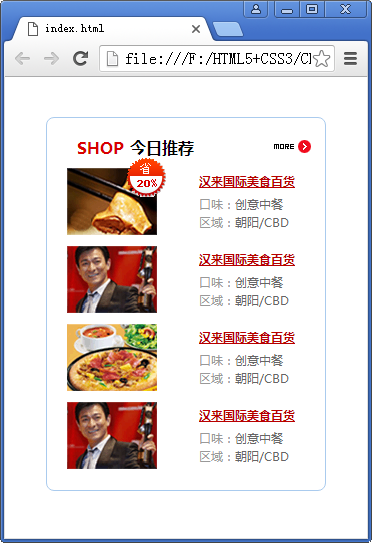 index.html
file:///F:/HTML5+CSS3/C
SHOP 今日推荐
MORE
省
20%
汉来国际美食百货
口味：创意中餐
区域：朝阳/CBD
汉来国际美食百货
口味：创意中餐
区域：朝阳/CBD
汉来国际美食百货
口味：创意中餐
区域：朝阳/CBD
汉来国际美食百货
口味：创意中餐
区域：朝阳/CBD